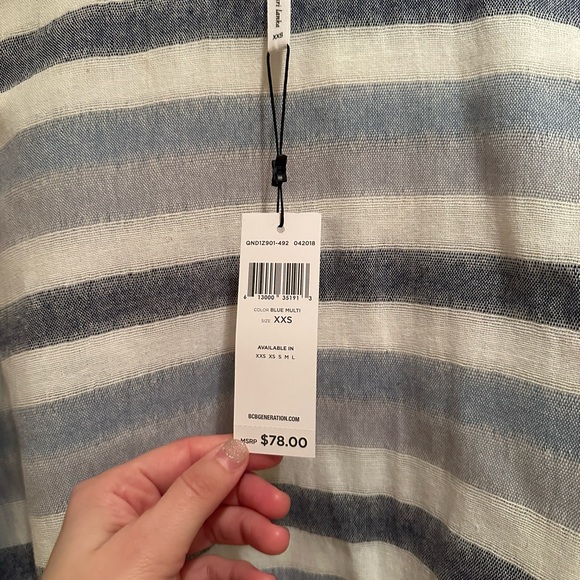 XXS
QND1Z901-492 042018
4 13000 35191 3
COLOR BLUE MULTI
SIZE XXS
AVAILABLE IN
XXS XS S M L
BCBGENERATION.COM
MSRP $78.00